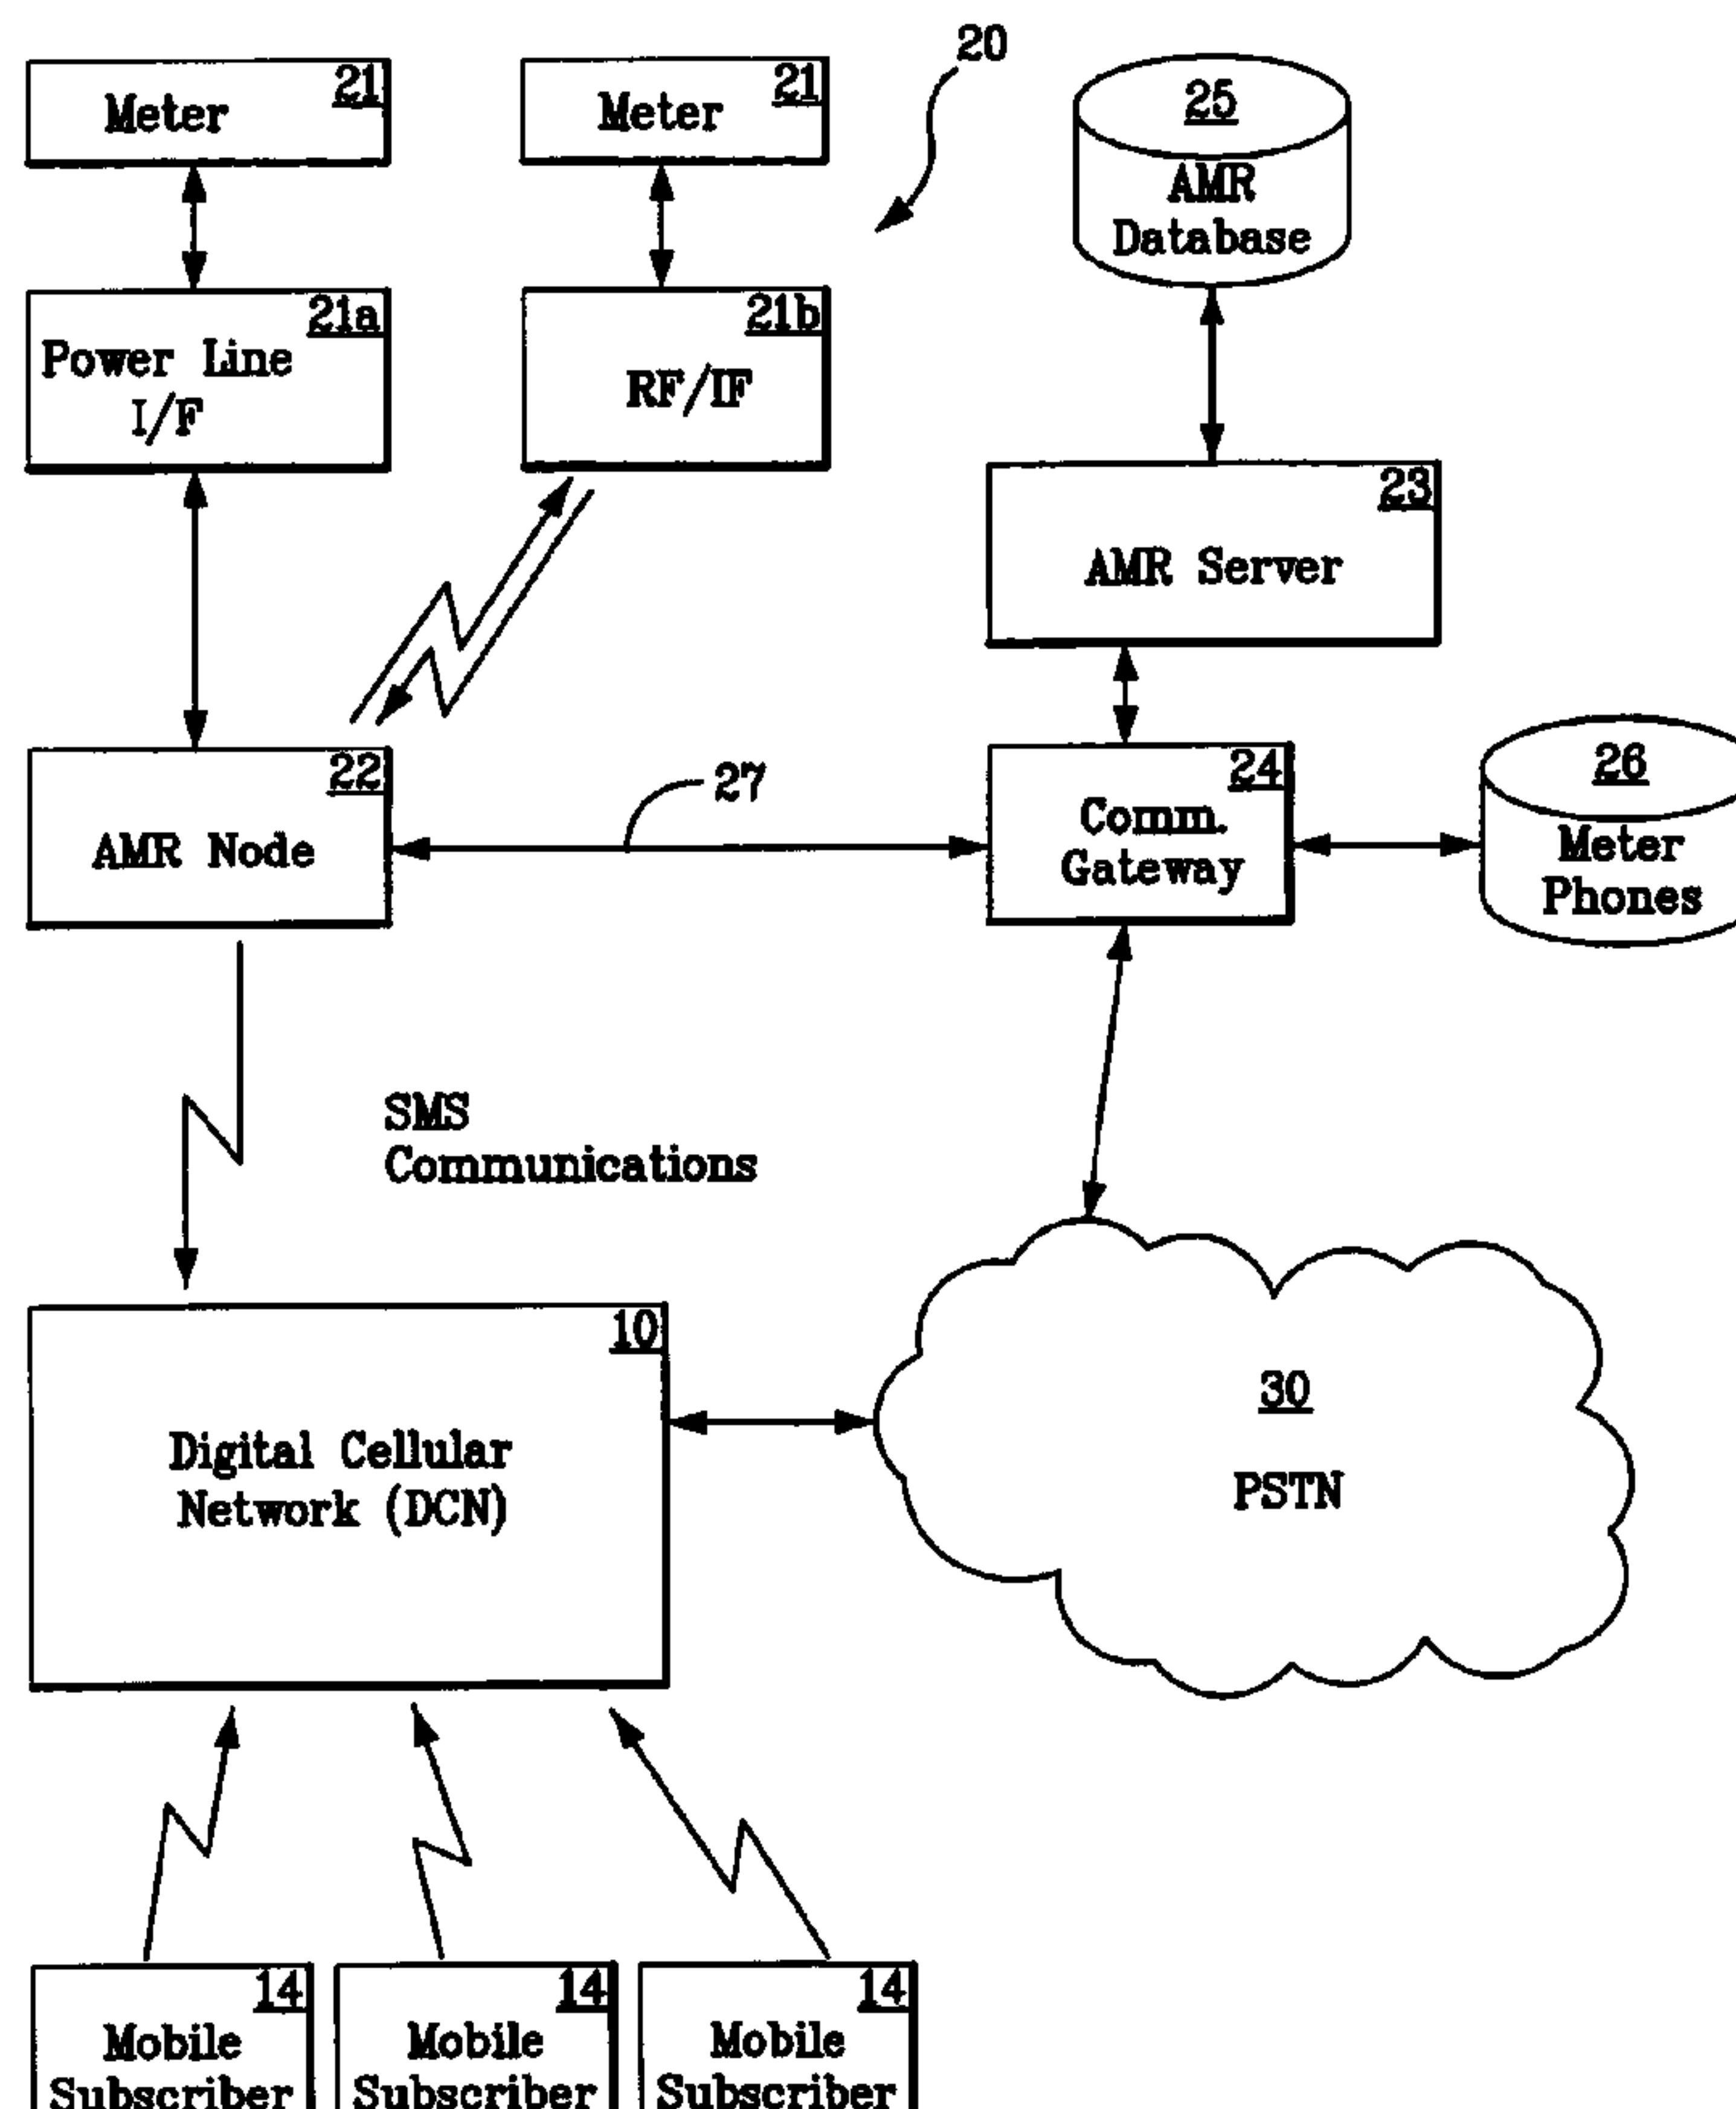 20
21
Meter
21
Meter
25
AMR
Database
21a
Power Line
I/F
21b
RF/IF
23
AMR Server
22
AMR Node
27
24
Comm.
Gateway
26
Meter
Phones
SMS
Communications
10
Digital Cellular
Network (DCN)
30
PSTN
14
Mobile
Subscriber
14
Mobile
Subscriber
14
Mobile
Subscriber